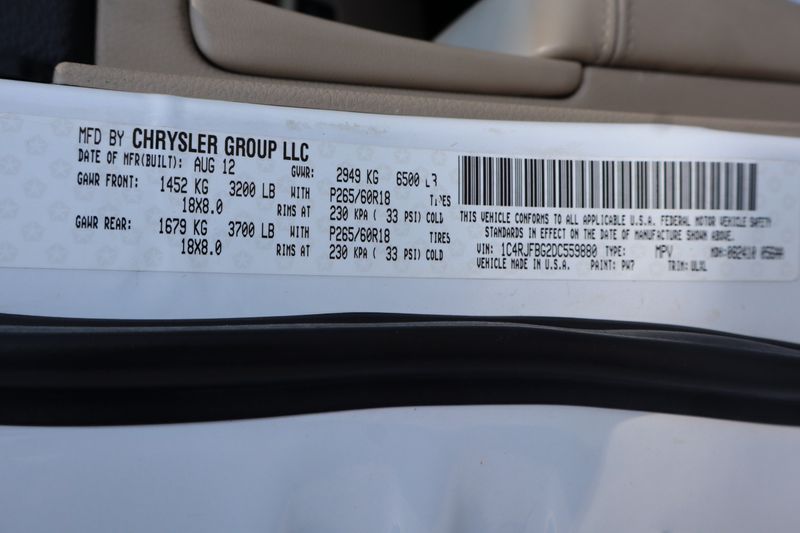 MFD BY CHRYSLER GROUP LLC
DATE OF MFR(BUILT): AUG 12 GVWR: 2949 KG 6500 LB
GAWR FRONT: 1452 KG 3200 LB WITH P265/60R18 TIRES
18X8.0 RIMS AT 230 KPA ( 33 PSI) COLD
GAWR REAR: 1679 KG 3700 LB WITH P265/60R18 TIRES
18X8.0 RIMS AT 230 KPA ( 33 PSI) COLD
THIS VEHICLE CONFORMS TO ALL APPLICABLE U.S.A. FEDERAL MOTOR VEHICLE SAFETY
STANDARDS IN EFFECT ON THE DATE OF MANUFACTURE SHOWN ABOVE.
VIN: 1C4RJFBG2DC559880 TYPE: MPV MDH: 082410
VEHICLE MADE IN U.S.A. PAINT: PW7 TRIM: